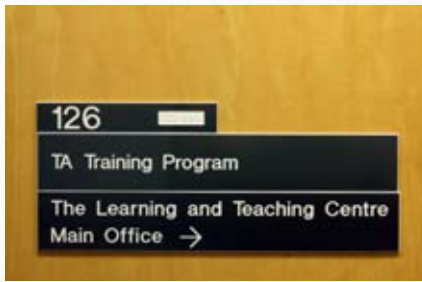 126
TA Training Program
The Learning and Teaching Centre
Main Office →